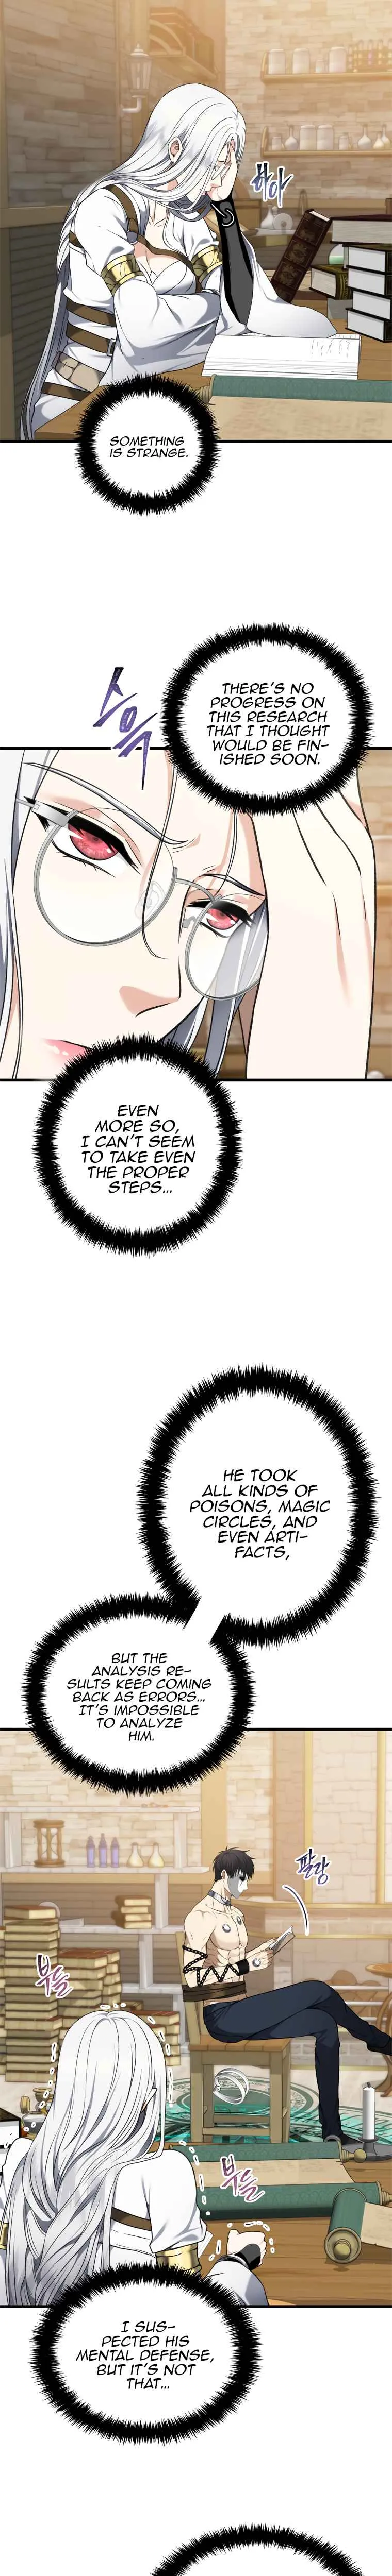 하아
SOMETHING
IS STRANGE.
THERE'S NO
PROGRESS ON
THIS RESEARCH
THAT I THOUGHT
WOULD BE FIN-
ISHED SOON.
스윽
EVEN
MORE SO,
I CAN'T SEEM
TO TAKE EVEN
THE PROPER
STEPS...
HE TOOK
ALL KINDS OF
POISONS, MAGIC
CIRCLES, AND
EVEN ARTI-
FACTS,
BUT THE
ANALYSIS RE-
SULTS KEEP COMING
BACK AS ERRORS...
IT'S IMPOSSIBLE
TO ANALYZE
HIM.
팔랑
부들
부들
I SUS-
PECTED HIS
MENTAL DEFENSE,
BUT IT'S NOT
THAT...